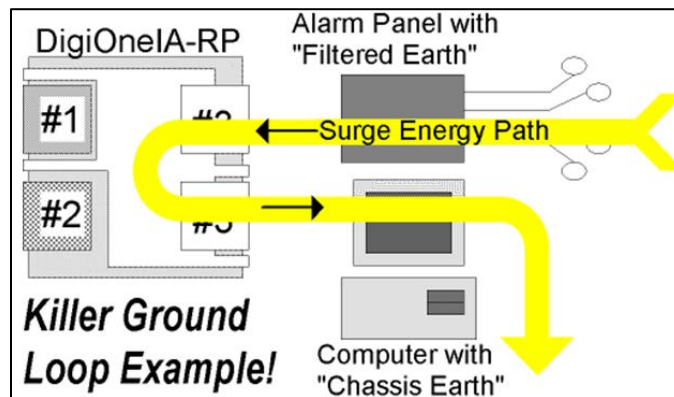 DigiOneIA-RP
Alarm Panel with
"Filtered Earth"
#1
Surge Energy Path
#2
Killer Ground
Loop Example!
Computer with
"Chassis Earth"